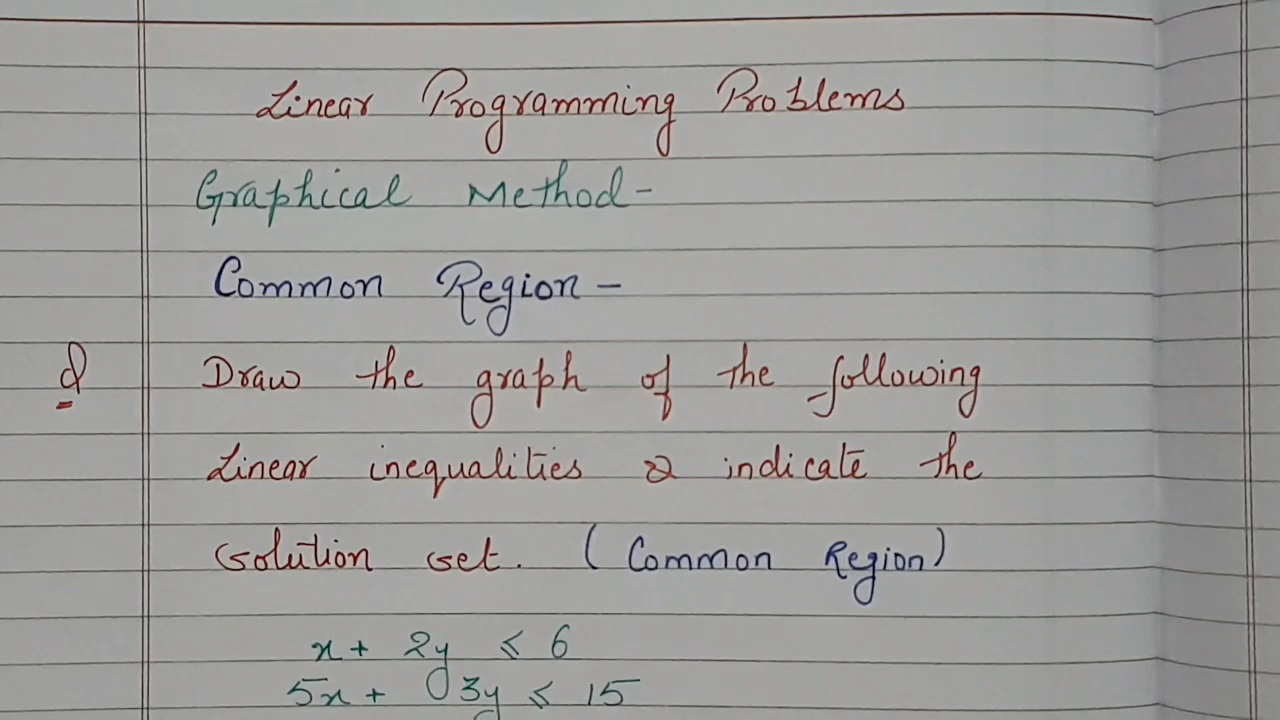 Linear Programming Problems
Graphical Method-
Common Region-
Q Draw the graph of the following
Linear inequalities & indicate the
solution set. (Common Region)
x + 2y ≤ 6
5x + 3y ≤ 15